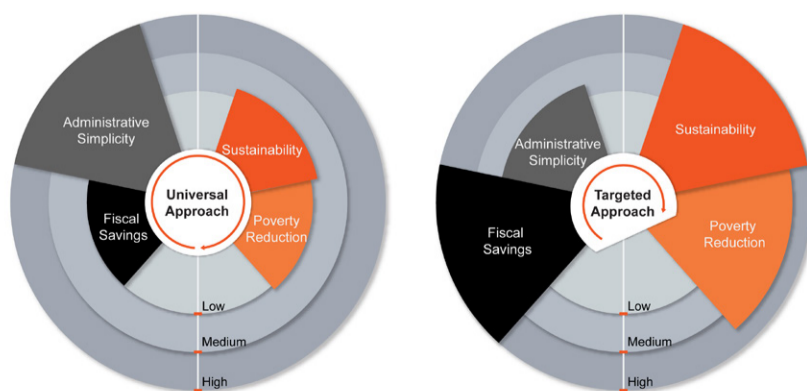 Administrative
Simplicity
Sustainability
Universal
Approach
Fiscal
Savings
Poverty
Reduction
Low
Medium
High
Sustainability
Administrative
Simplicity
Targeted
Approach
Fiscal
Savings
Poverty
Reduction
Low
Medium
High